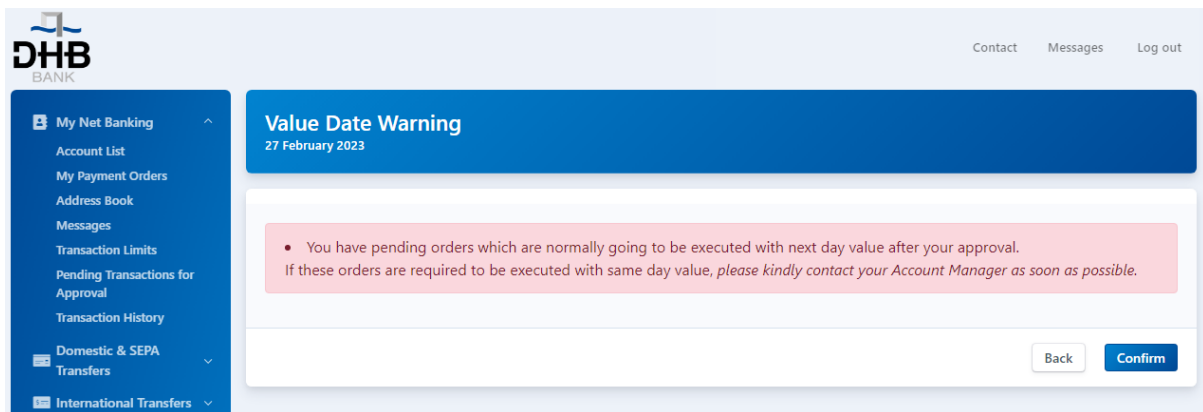 DHB
BANK
Contact Messages Log out
My Net Banking
Account List
My Payment Orders
Address Book
Messages
Transaction Limits
Pending Transactions for
Approval
Transaction History
Domestic & SEPA
Transfers
International Transfers
Value Date Warning
27 February 2023
• You have pending orders which are normally going to be executed with next day value after your approval.
If these orders are required to be executed with same day value, please kindly contact your Account Manager as soon as possible.
Back Confirm